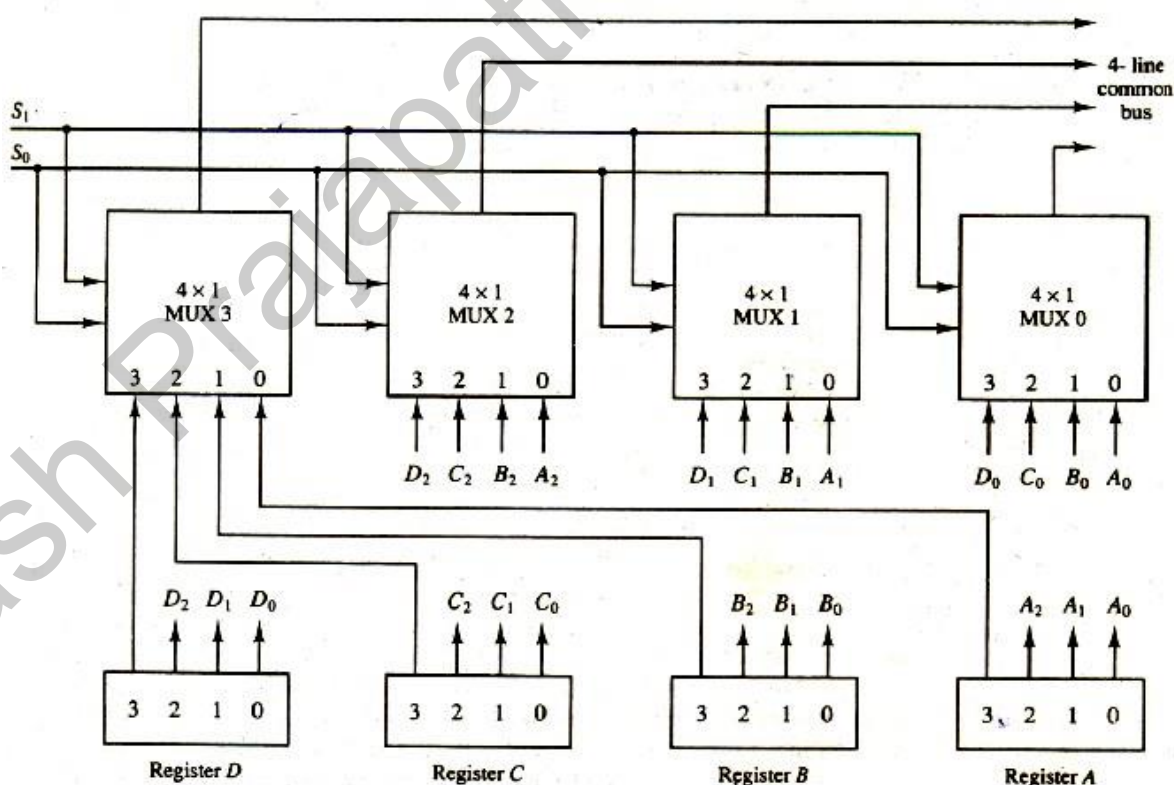 4- line
common
bus
S₁
S₀
4 × 1
MUX 3
3 2 1 0
4 × 1
MUX 2
3 2 1 0
4 × 1
MUX 1
3 2 1 0
4 × 1
MUX 0
3 2 1 0
D₂ C₂ B₂ A₂
D₁ C₁ B₁ A₁
D₀ C₀ B₀ A₀
D₂ D₁ D₀
C₂ C₁ C₀
B₂ B₁ B₀
A₂ A₁ A₀
3 2 1 0
3 2 1 0
3 2 1 0
3 2 1 0
Register D
Register C
Register B
Register A
Prajapati